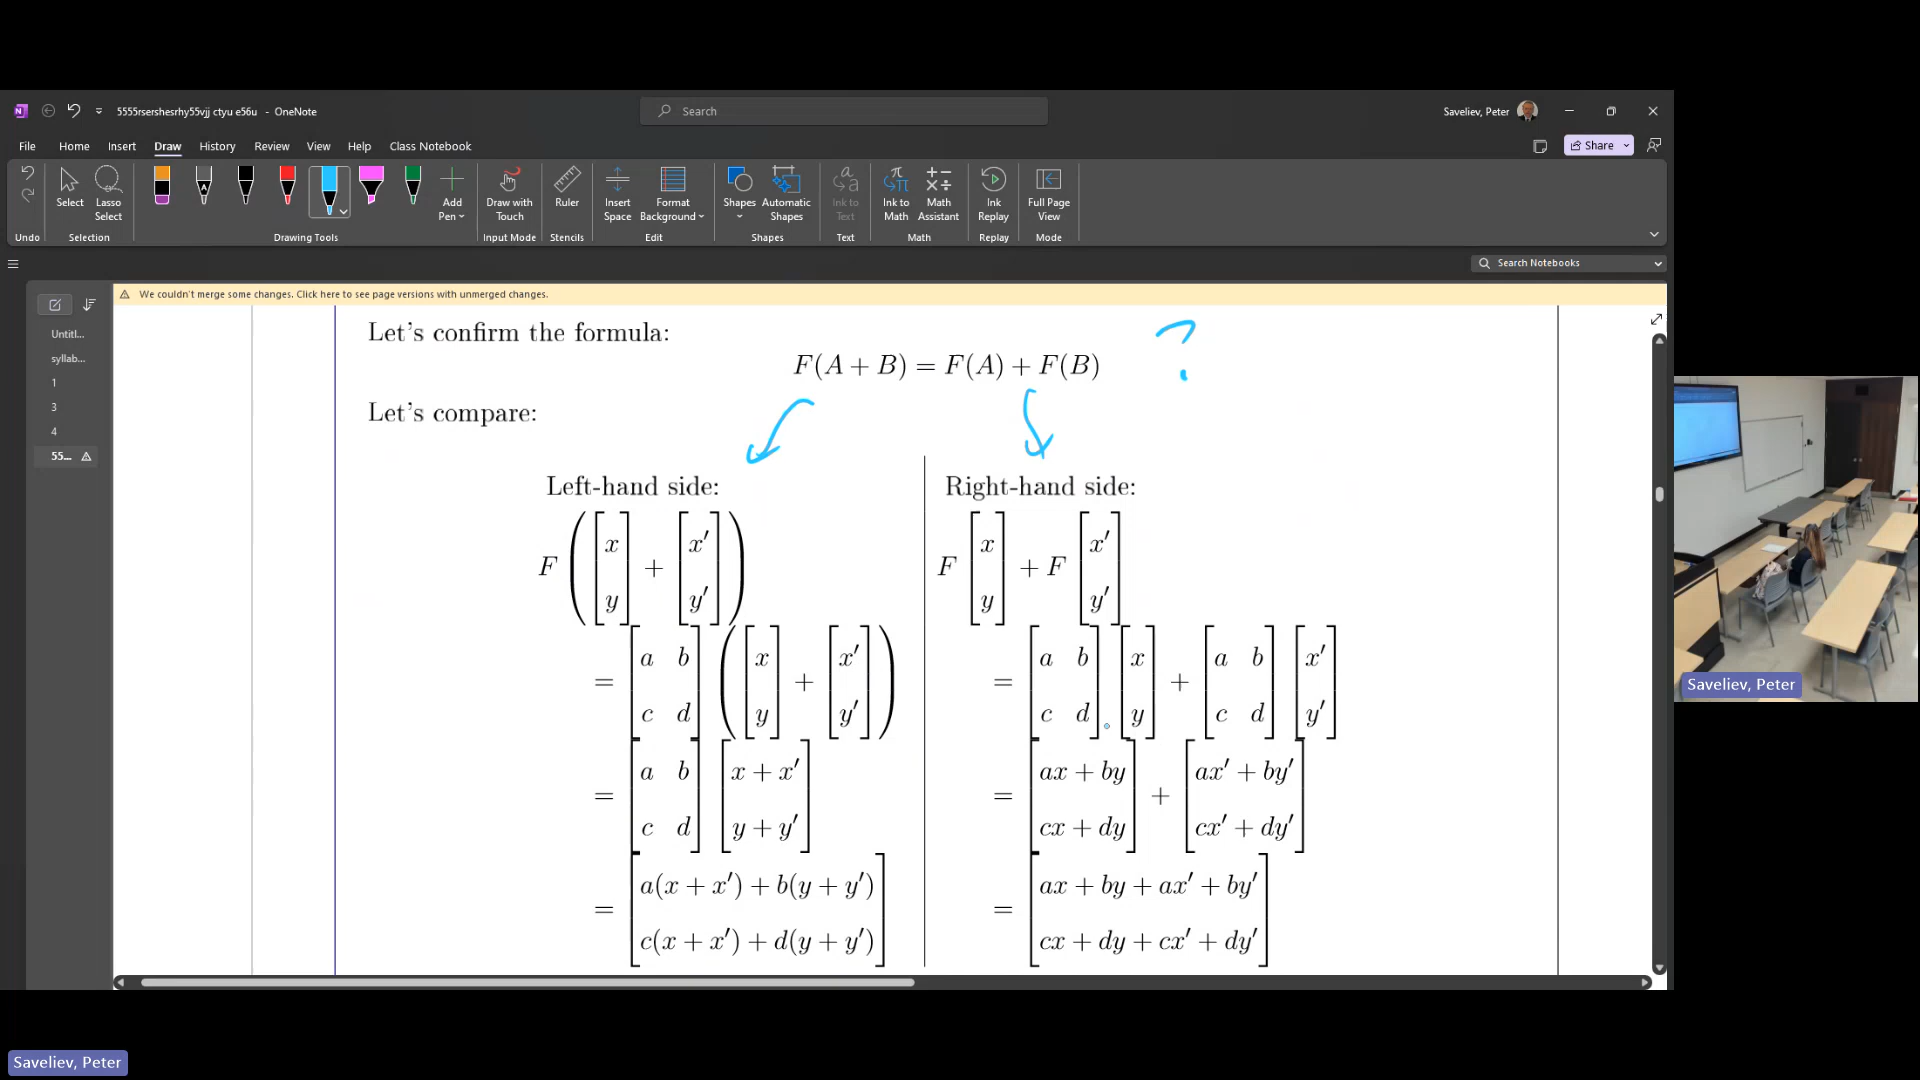 5555rsershesrhy55vjj ctyu e56u - OneNote
Search
Saveliev, Peter
File Home Insert Draw History Review View Help Class Notebook
Share
Undo
Select
Lasso Select
Selection
Drawing Tools
Add Pen
Draw with Touch
Input Mode
Ruler
Stencils
Insert Space
Format Background
Edit
Shapes
Automatic Shapes
Shapes
Ink to Text
Text
Ink to Math
Math Assistant
Math
Ink Replay
Replay
Full Page View
Mode
Search Notebooks
We couldn't merge some changes. Click here to see page versions with unmerged changes.
Untitl...
syllab...
1
3
4
55...
Let's confirm the formula:
F(A + B) = F(A) + F(B) ?
Let's compare:
Left-hand side:
F ( [ x y ] + [ x′ y′ ] )
= [ a b c d ] ( [ x y ] + [ x′ y′ ] )
= [ a b c d ] [ x + x′ y + y′ ]
= [ a(x + x′) + b(y + y′) c(x + x′) + d(y + y′) ]
Right-hand side:
F [ x y ] + F [ x′ y′ ]
= [ a b c d ] [ x y ] + [ a b c d ] [ x′ y′ ]
= [ ax + by cx + dy ] + [ ax′ + by′ cx′ + dy′ ]
= [ ax + by + ax′ + by′ cx + dy + cx′ + dy′ ]
Saveliev, Peter
Saveliev, Peter